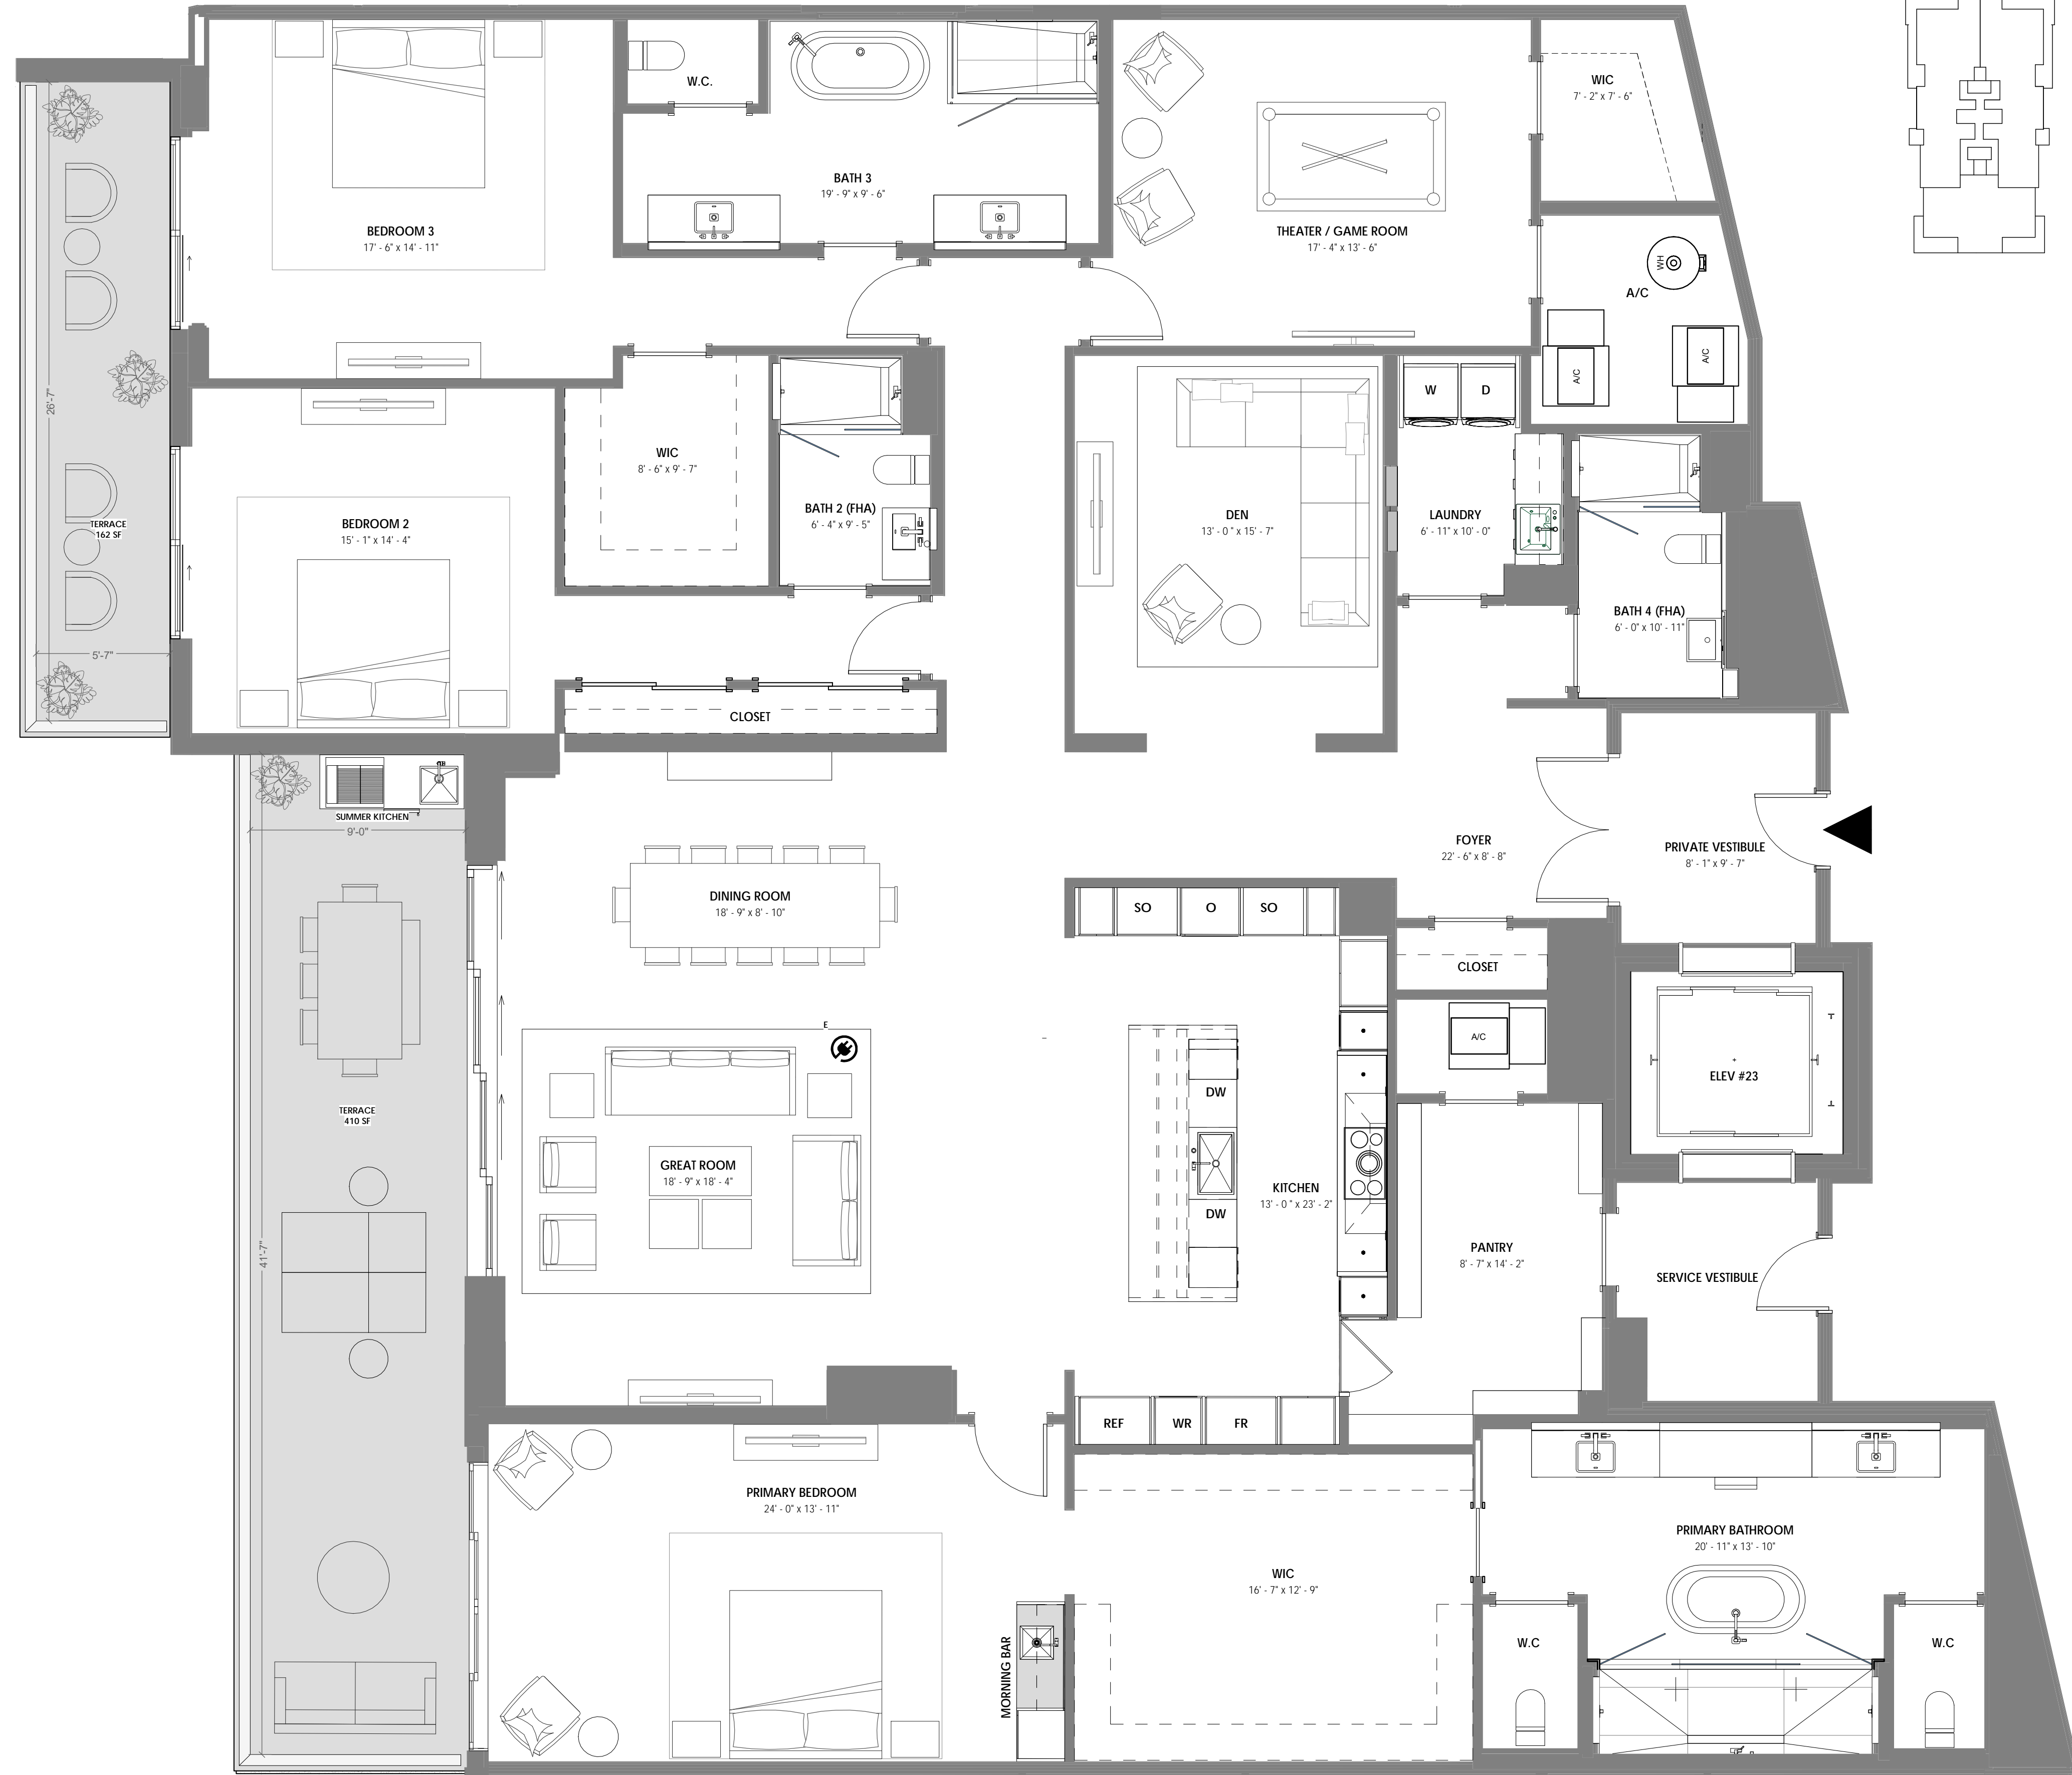 W.C.
WIC
7' - 2" x 7' - 6"
BATH 3
19' - 9" x 9' - 6"
BEDROOM 3
17' - 6" x 14' - 11"
THEATER / GAME ROOM
17' - 4" x 13' - 6"
WH
A/C
A/C
A/C
26'-7"
W
D
WIC
8' - 6" x 9' - 7"
BATH 2 (FHA)
6' - 4" x 9' - 5"
TERRACE
162 SF
BEDROOM 2
15' - 1" x 14' - 4"
DEN
13' - 0 " x 15' - 7"
LAUNDRY
6' - 11" x 10' - 0"
BATH 4 (FHA)
6' - 0" x 10' - 11"
5'-7"
CLOSET
SUMMER KITCHEN
9'-0"
FOYER
22' - 6" x 8' - 8"
PRIVATE VESTIBULE
8' - 1" x 9' - 7"
DINING ROOM
18' - 9" x 8' - 10"
SO
O
SO
CLOSET
E
A/C
ELEV #23
DW
TERRACE
410 SF
GREAT ROOM
18' - 9" x 18' - 4"
KITCHEN
13' - 0 " x 23' - 2"
DW
41'-7"
PANTRY
8' - 7" x 14' - 2"
SERVICE VESTIBULE
REF
WR
FR
PRIMARY BEDROOM
24' - 0" x 13' - 11"
PRIMARY BATHROOM
20' - 11" x 13' - 10"
WIC
16' - 7" x 12' - 9"
MORNING BAR
W.C
W.C